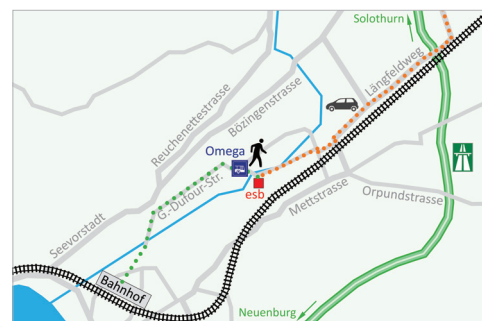 Solothurn
Längfeldweg
Bözingenstrasse
Reuchenettestrasse
Omega
esb
G.-Dufour-Str.
Mettstrasse
Orpundstrasse
Seevorstadt
Bahnhof
Neuenburg